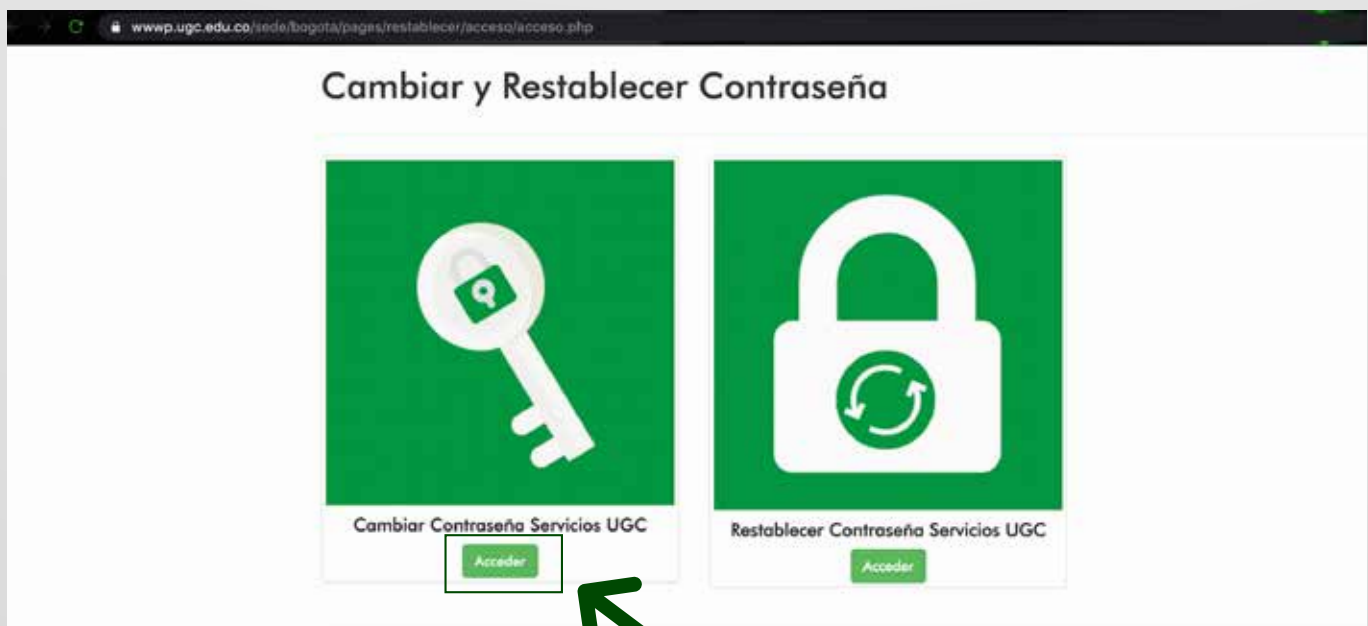 wwwp.ugc.edu.co/sede/bogota/pages/restablecer/acceso/acceso.php
Cambiar y Restablecer Contraseña
Cambiar Contraseña Servicios UGC
Acceder
Restablecer Contraseña Servicios UGC
Acceder